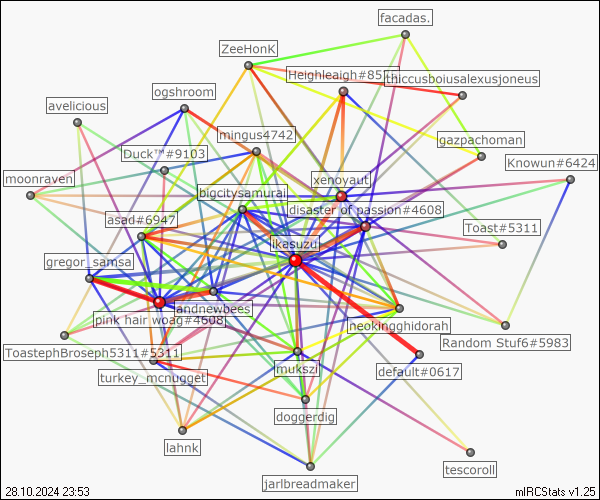 facadas.
ZeeHonK
Heighleaigh#85
thiccusboiusalexusjoneus
ogshroom
avelicious
mingus4742
gazpachoman
Duck™#9103
Knowun#6424
moonraven
xenoyaut
bigcitysamurai
disaster of passion#4608
asad#6947
Toast#5311
ikasuzu
gregor_samsa
andnewbees
pink hair woag#4608
neokingghidorah
Random Stuf6#5983
ToastephBroseph5311#5311
mukszi
default#0617
turkey_mcnugget
doggerdig
lahnk
tescoroll
jarlbreadmaker
28.10.2024 23:53
mIRCStats v1.25